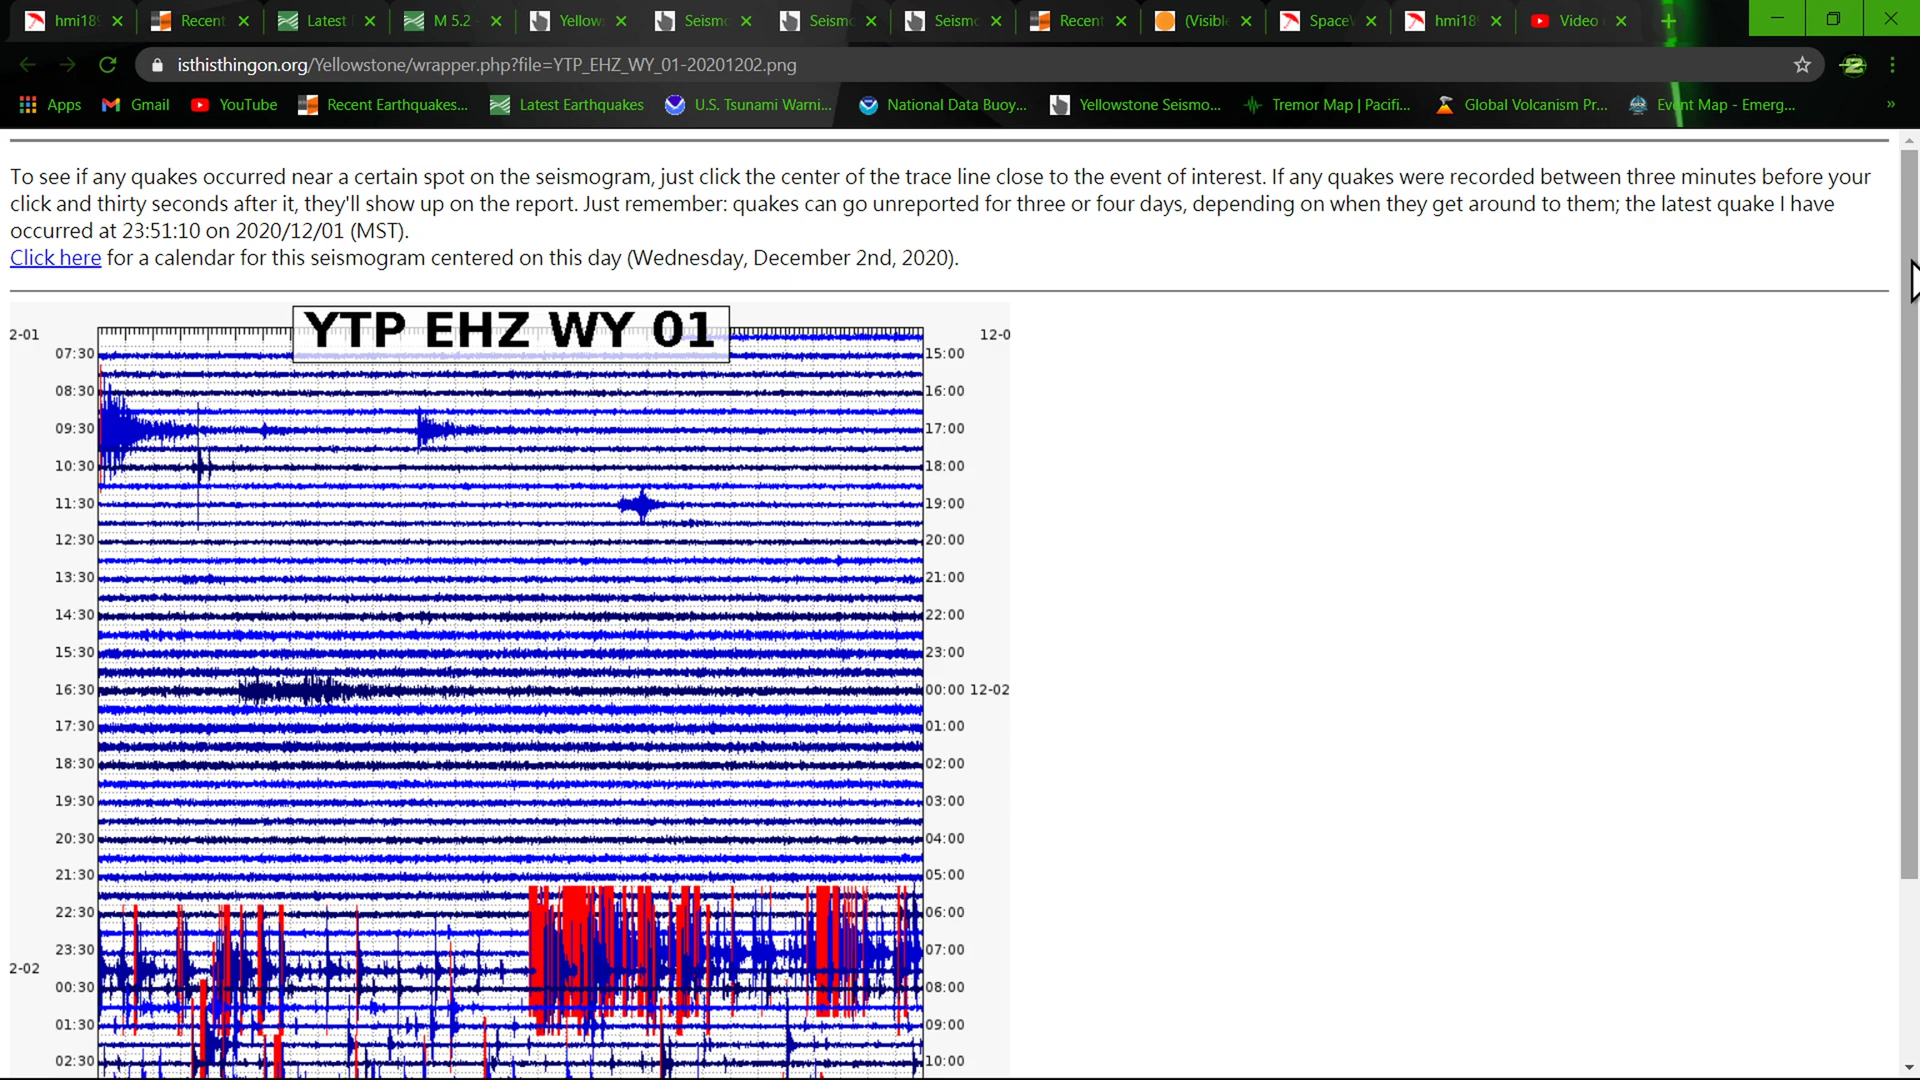 hmi18
Recent
Latest
M 5.2
Yellow
Seismo
Seismo
Seismo
Recent
(Visible
Space
hmi18
Video
isthisthingon.org/Yellowstone/wrapper.php?file=YTP_EHZ_WY_01-20201202.png
Apps
Gmail
YouTube
Recent Earthquakes...
Latest Earthquakes
U.S. Tsunami Warni...
National Data Buoy...
Yellowstone Seismo...
Tremor Map | Pacifi...
Global Volcanism Pr...
Event Map - Emerg...
»
To see if any quakes occurred near a certain spot on the seismogram, just click the center of the trace line close to the event of interest. If any quakes were recorded between three minutes before your
click and thirty seconds after it, they'll show up on the report. Just remember: quakes can go unreported for three or four days, depending on when they get around to them; the latest quake I have
occurred at 23:51:10 on 2020/12/01 (MST).
Click here for a calendar for this seismogram centered on this day (Wednesday, December 2nd, 2020).
YTP EHZ WY 01
2-01 12-0
07:30 15:00
08:30 16:00
09:30 17:00
10:30 18:00
11:30 19:00
12:30 20:00
13:30 21:00
14:30 22:00
15:30 23:00
16:30 00:00 12-02
17:30 01:00
18:30 02:00
19:30 03:00
20:30 04:00
21:30 05:00
22:30 06:00
23:30 07:00
2-02
00:30 08:00
01:30 09:00
02:30 10:00